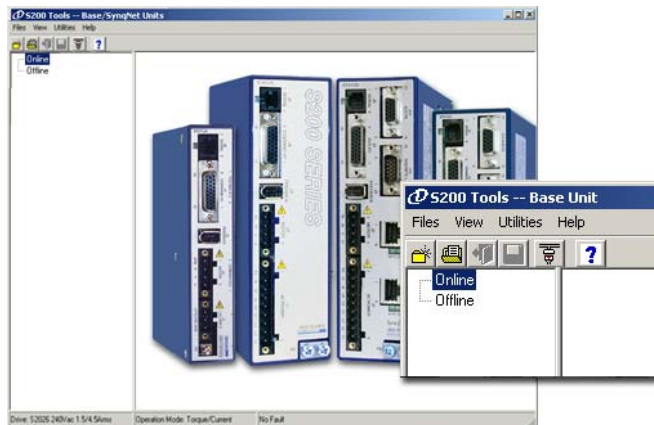 S200 Tools -- Base/SynqNet Units
Files View Utilities Help
Online
Offline
S200 SERIES
S200 Tools -- Base Unit
Files View Utilities Help
Online
Offline
Drive: S2026 240Vac 1.5/4.5Arms
Operation Mode: Torque/Current
No Fault